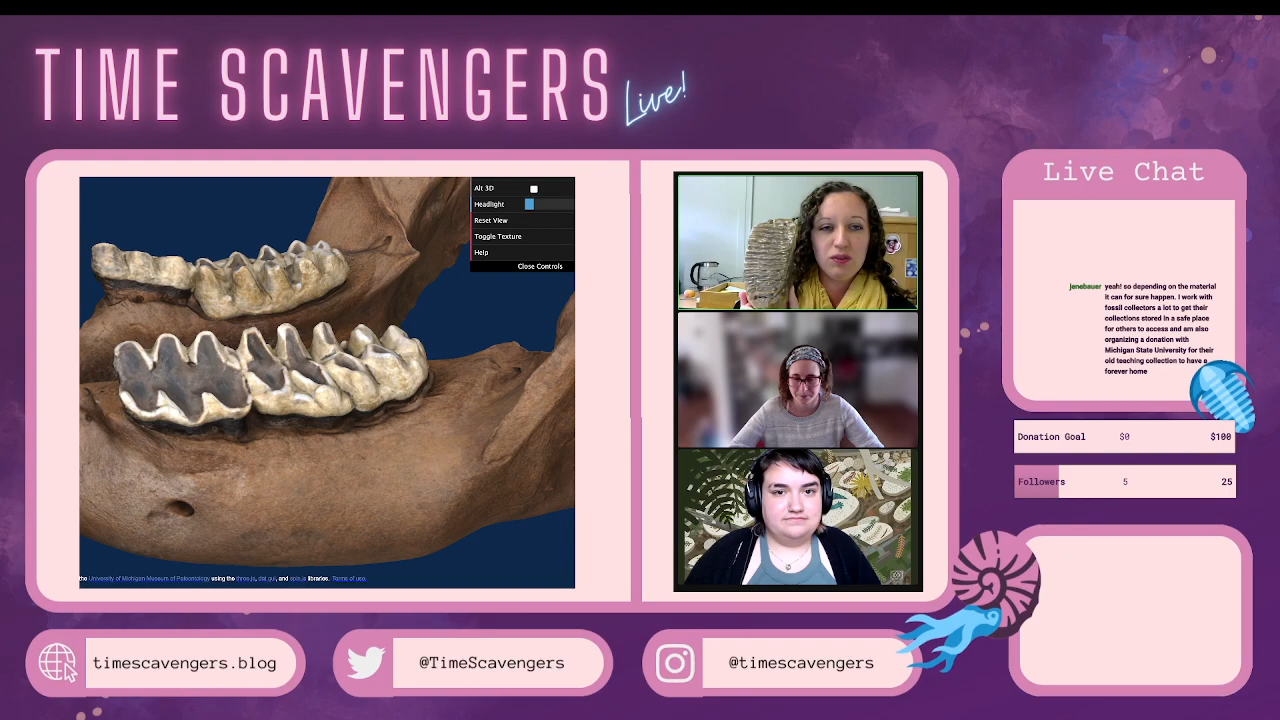 TIME SCAVENGERS
Live!
Alt 3D
Headlight
Reset View
Toggle Texture
Help
Close Controls
the University of Michigan Museum of Paleontology using the three.js, dat.gui, and spin.js libraries. Terms of use.
Live Chat
jenebauer yeah! so depending on the material
it can for sure happen. I work with
fossil collectors a lot to get their
collections stored in a safe place
for others to access and am also
organizing a donation with
Michigan State University for their
old teaching collection to have a
forever home
Donation Goal $0 $100
Followers 5 25
timescavengers.blog
@TimeScavengers
@timescavengers